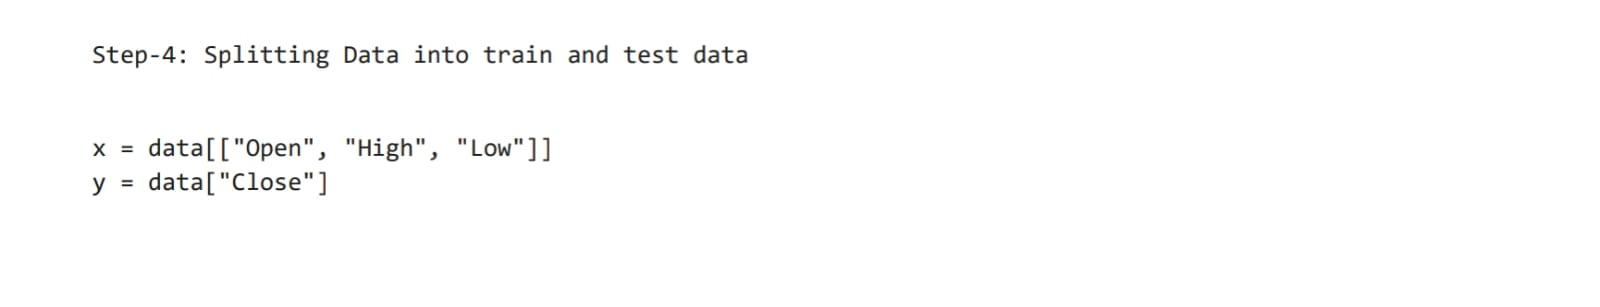 Step-4: Splitting Data into train and test data
x = data[["Open", "High", "Low"]]
y = data["Close"]